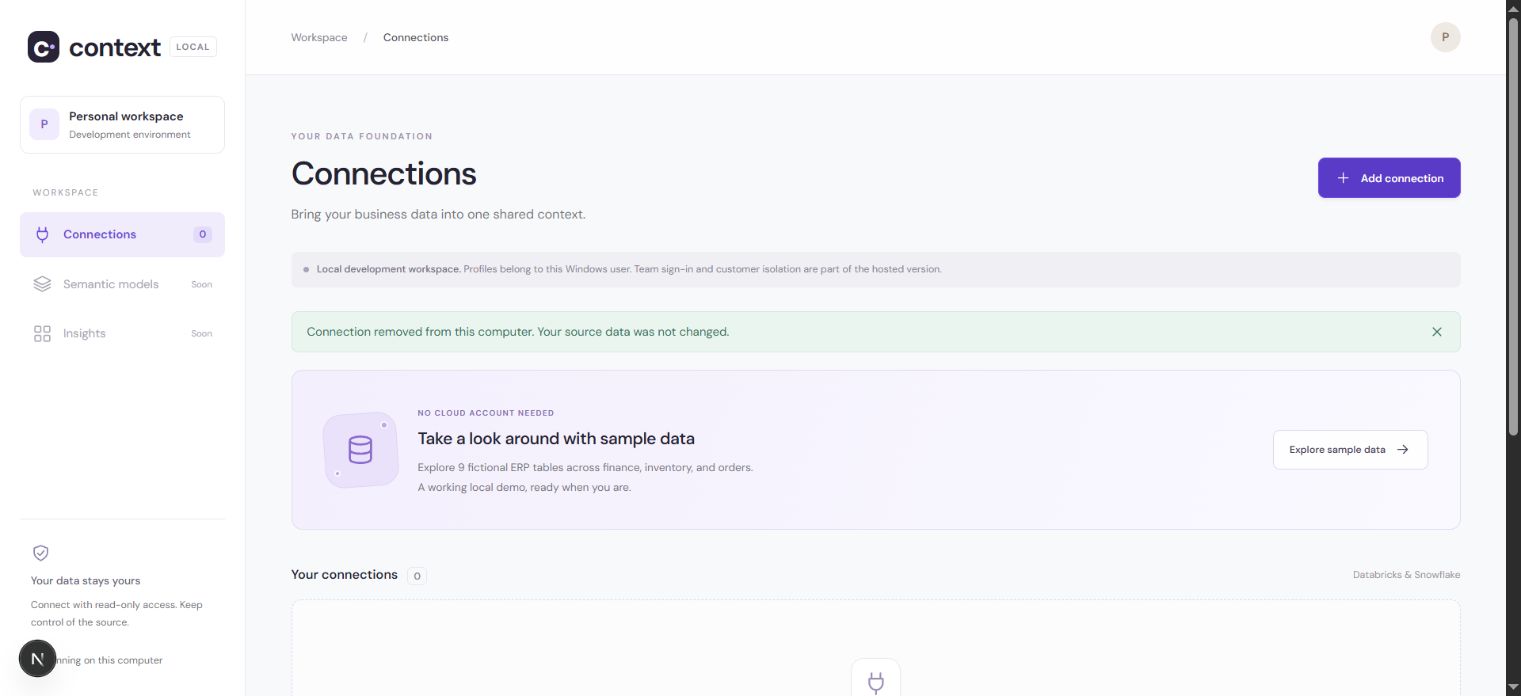 context LOCAL
P
Personal workspace
Development environment
WORKSPACE
Connections 0
Semantic models Soon
Insights Soon
Your data stays yours
Connect with read-only access. Keep
control of the source.
N
on this computer
Workspace / Connections
P
YOUR DATA FOUNDATION
Connections
Bring your business data into one shared context.
Add connection
Local development workspace. Profiles belong to this Windows user. Team sign-in and customer isolation are part of the hosted version.
Connection removed from this computer. Your source data was not changed.
NO CLOUD ACCOUNT NEEDED
Take a look around with sample data
Explore 9 fictional ERP tables across finance, inventory, and orders.
A working local demo, ready when you are.
Explore sample data
Your connections 0
Databricks & Snowflake